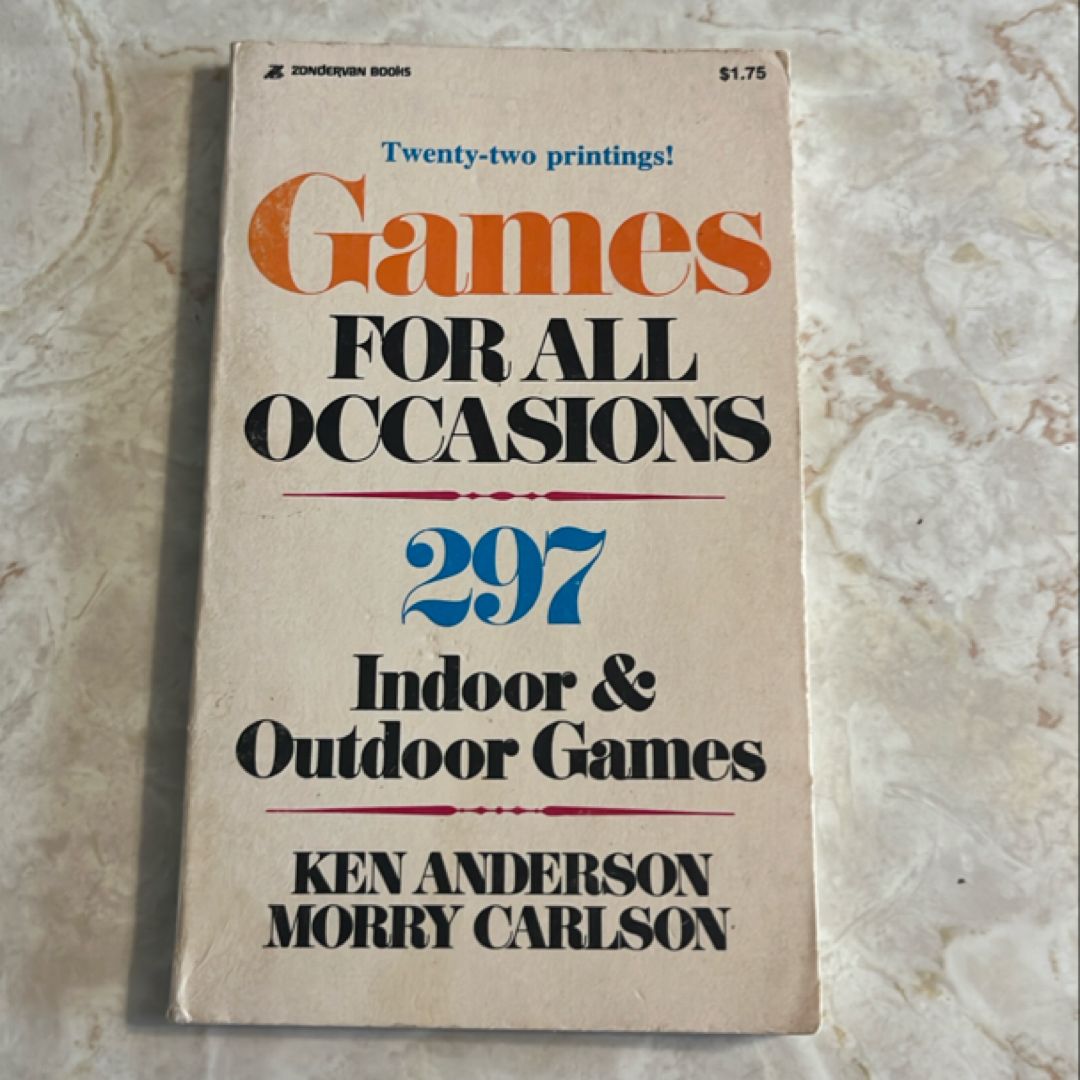 ZONDERVAN BOOKS $1.75
Twenty-two printings!
Games
FOR ALL
OCCASIONS
297
Indoor &
Outdoor Games
KEN ANDERSON
MORRY CARLSON